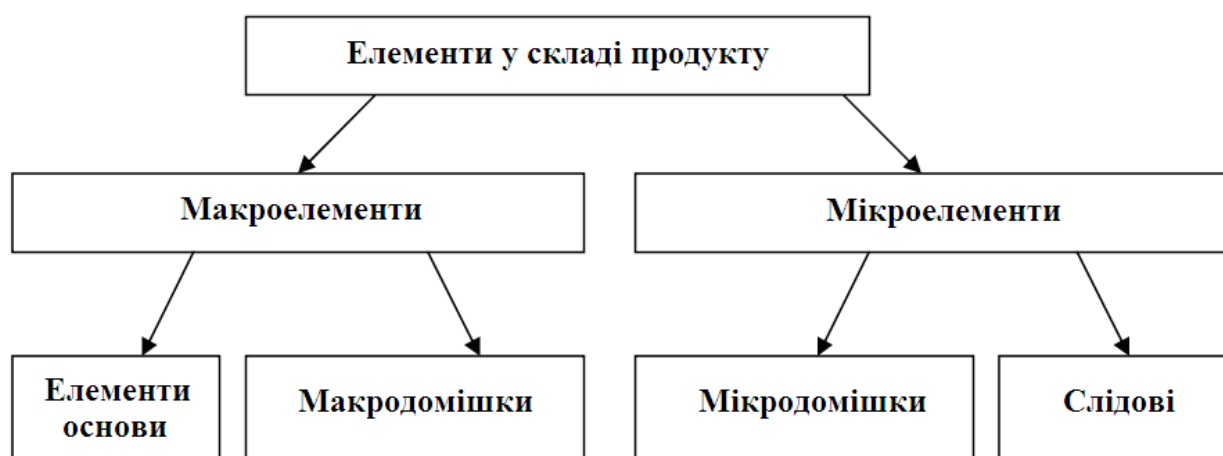 Елементи у складі продукту
Макроелементи
Мікроелементи
Елементи
основи
Макродомішки
Мікродомішки
Слідові